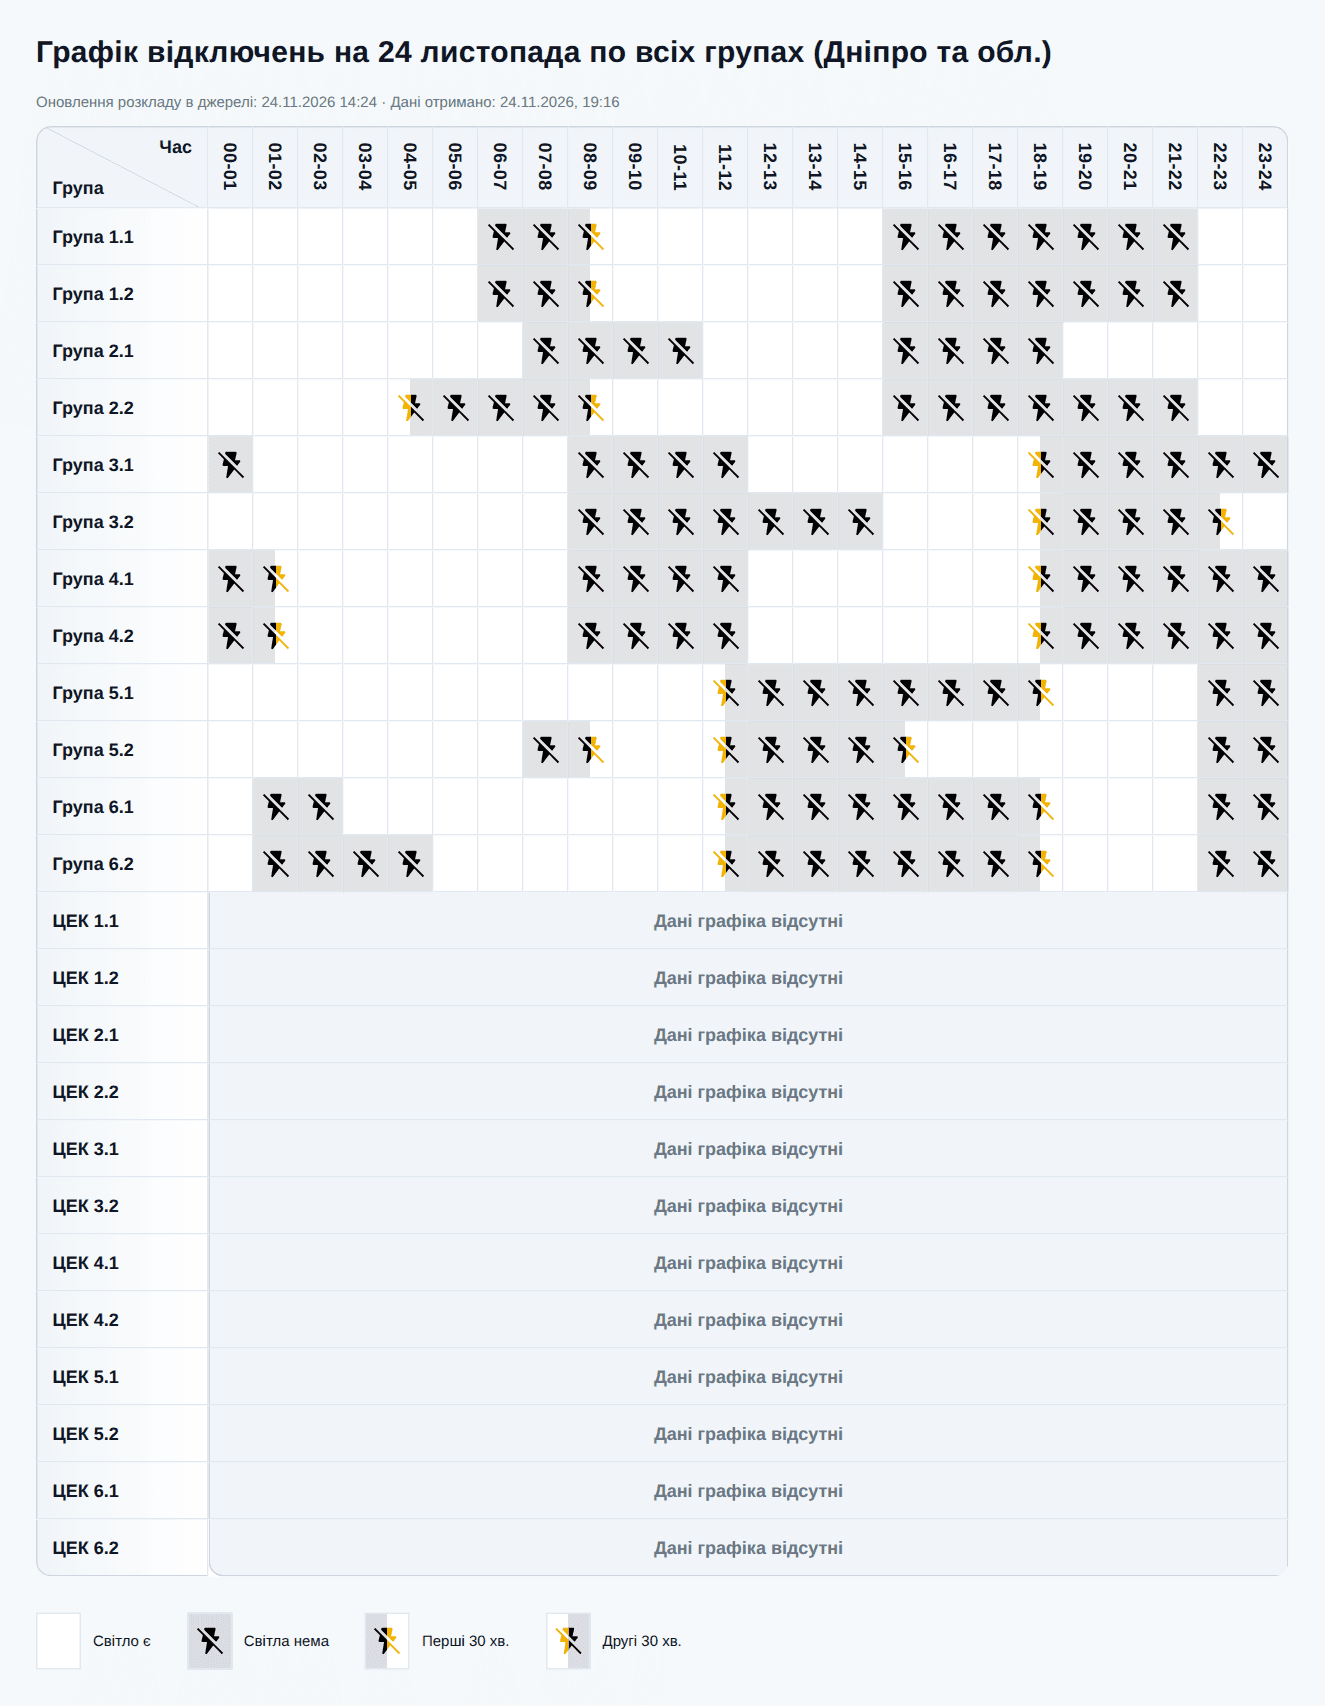 Графік відключень на 24 листопада по всіх групах (Дніпро та обл.)
Оновлення розкладу в джерелі: 24.11.2026 14:24 · Дані отримано: 24.11.2026, 19:16
Час
Група
00-01 01-02 02-03 03-04 04-05 05-06 06-07 07-08 08-09 09-10 10-11 11-12 12-13 13-14 14-15 15-16 16-17 17-18 18-19 19-20 20-21 21-22 22-23 23-24
Група 1.1
Група 1.2
Група 2.1
Група 2.2
Група 3.1
Група 3.2
Група 4.1
Група 4.2
Група 5.1
Група 5.2
Група 6.1
Група 6.2
ЦЕК 1.1 Дані графіка відсутні
ЦЕК 1.2 Дані графіка відсутні
ЦЕК 2.1 Дані графіка відсутні
ЦЕК 2.2 Дані графіка відсутні
ЦЕК 3.1 Дані графіка відсутні
ЦЕК 3.2 Дані графіка відсутні
ЦЕК 4.1 Дані графіка відсутні
ЦЕК 4.2 Дані графіка відсутні
ЦЕК 5.1 Дані графіка відсутні
ЦЕК 5.2 Дані графіка відсутні
ЦЕК 6.1 Дані графіка відсутні
ЦЕК 6.2 Дані графіка відсутні
Світло є Світла нема Перші 30 хв. Другі 30 хв.